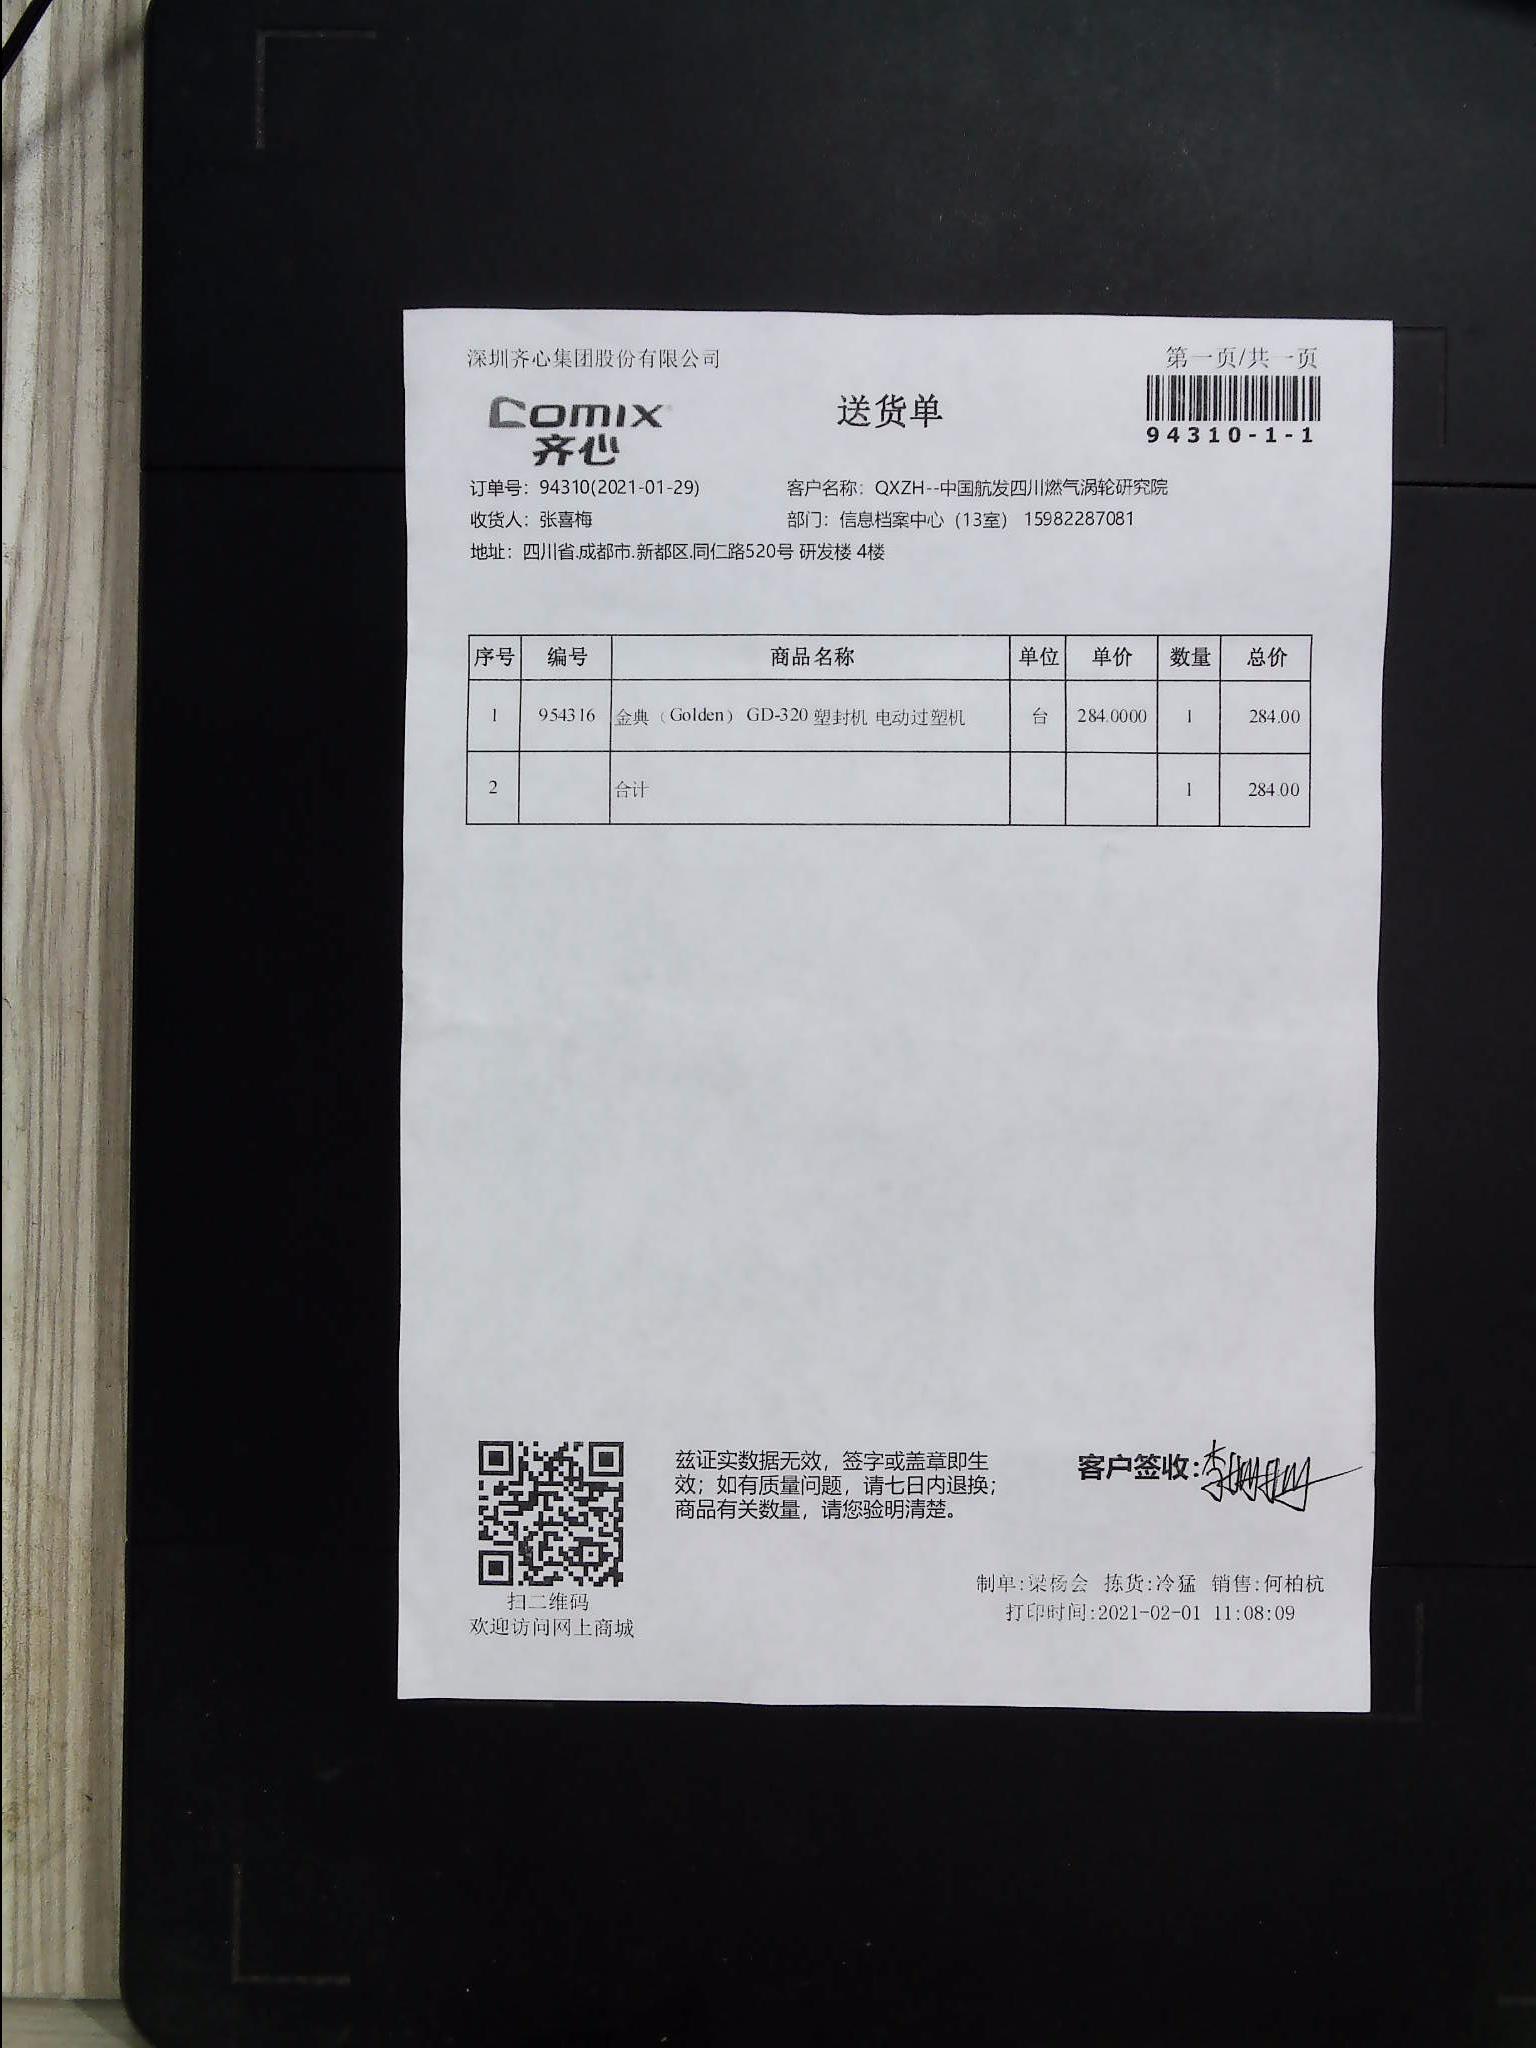 深圳齐心集团股份有限公司
第一页/共一页
comix
齐心
送货单
94310-1-1
订单号：94310(2021-01-29) 客户名称：QXZH--中国航发四川燃气涡轮研究院
收货人：张喜梅 部门：信息档案中心（13室） 15982287081
地址：四川省.成都市.新都区.同仁路520号 研发楼 4楼
序号 编号 商品名称 单位 单价 数量 总价
1 954316 金典（Golden） GD-320 塑封机 电动过塑机 台 284.0000 1 284.00
2 合计 1 284.00
兹证实数据无效，签字或盖章即生
效；如有质量问题，请七日内退换；
商品有关数量，请您验明清楚。
客户签收:
扫二维码
欢迎访问网上商城
制单:梁杨会 拣货:冷猛 销售:何柏杭
打印时间:2021-02-01 11:08:09